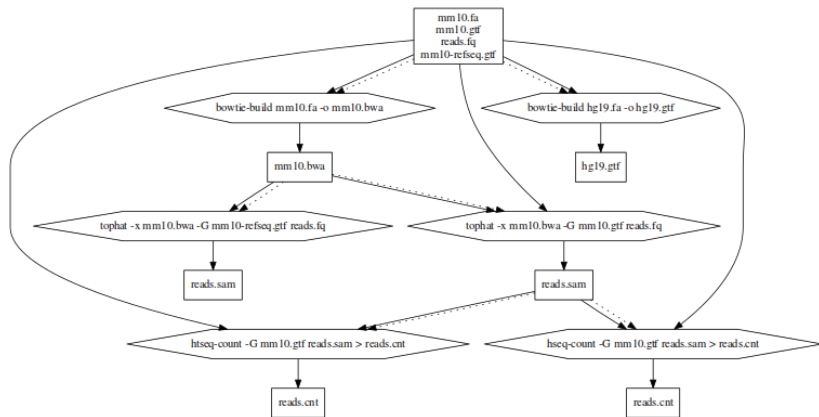 mm10.fa
mm10.gtf
reads.fq
mm10-refseq.gtf
bowtie-build mm10.fa -o mm10.bwa
bowtie-build hg19.fa -o hg19.gtf
mm10.bwa
hg19.gtf
tophat -x mm10.bwa -G mm10-refseq.gtf reads.fq
tophat -x mm10.bwa -G mm10.gtf reads.fq
reads.sam
reads.sam
htseq-count -G mm10.gtf reads.sam > reads.cnt
hseq-count -G mm10.gtf reads.sam > reads.cnt
reads.cnt
reads.cnt